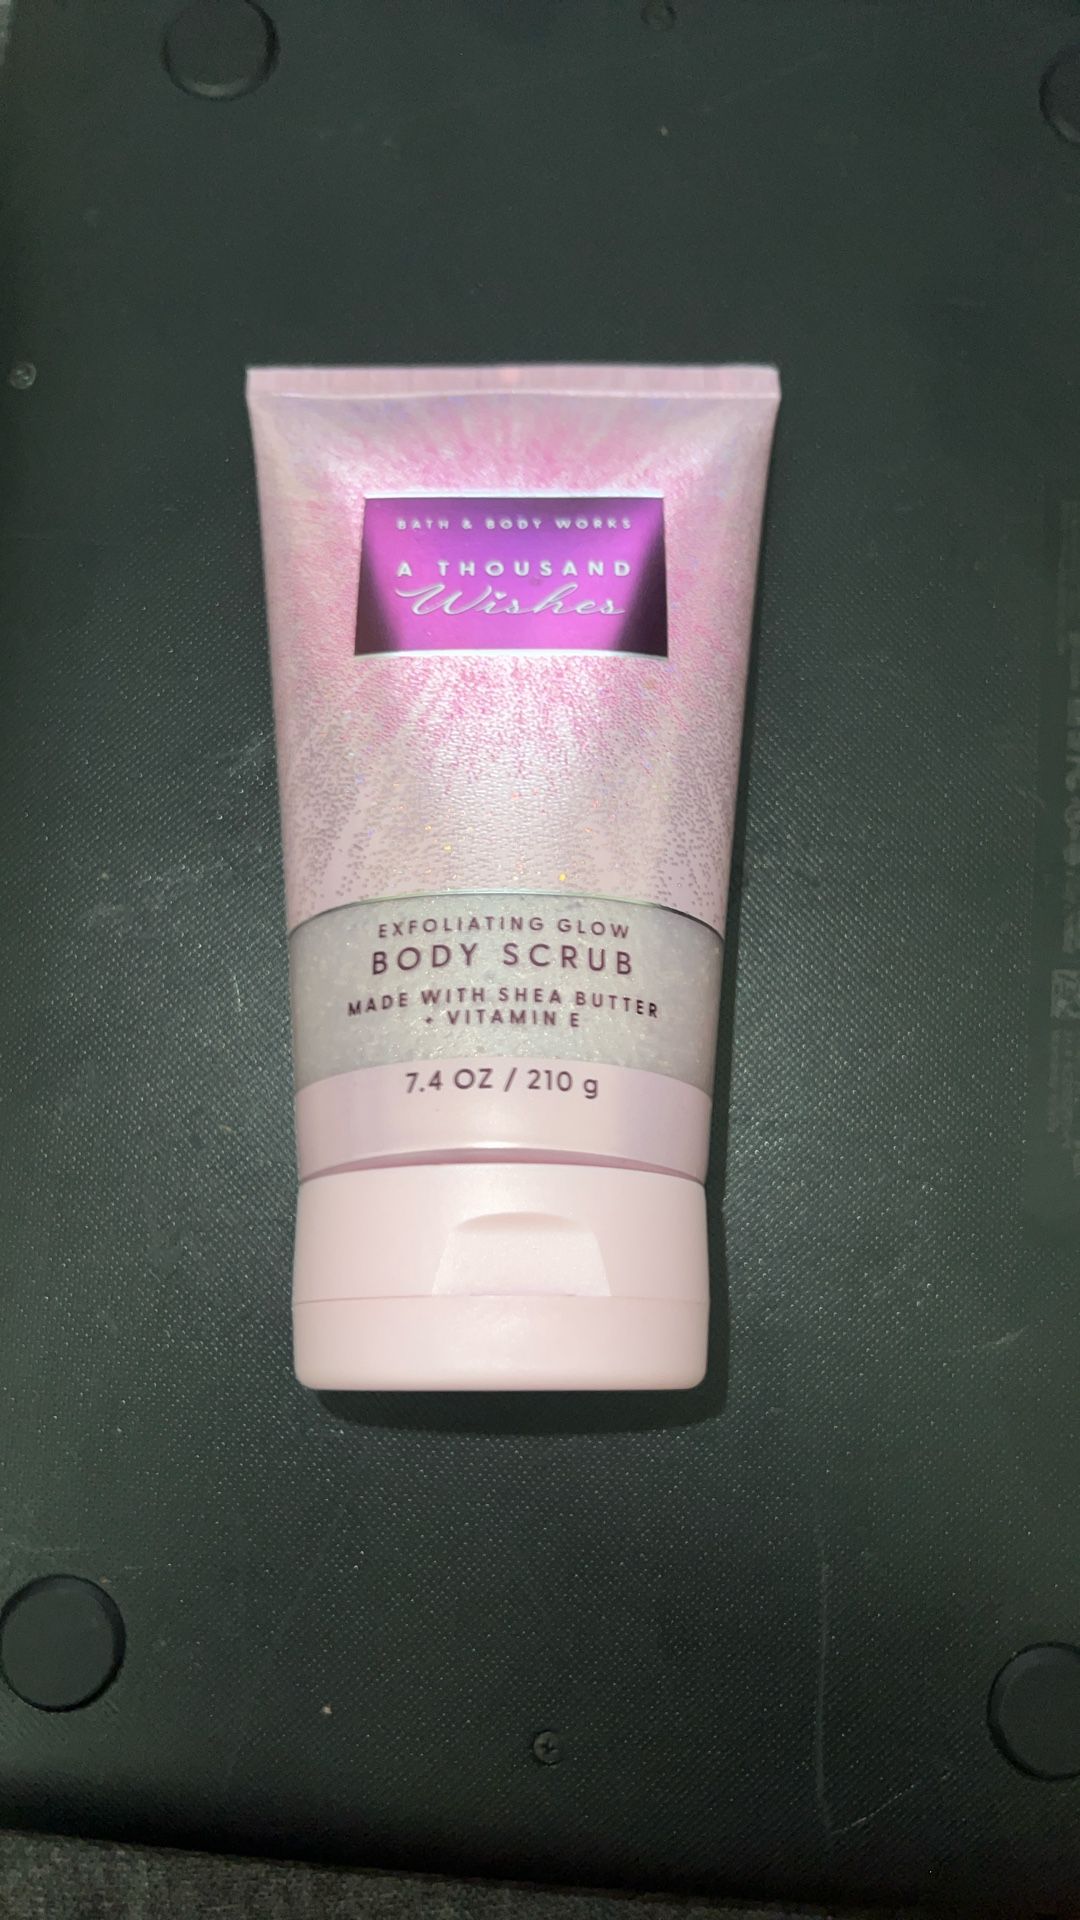 BATH & BODY WORKS
A THOUSAND
Wishes
EXFOLIATING GLOW
BODY SCRUB
MADE WITH SHEA BUTTER
+ VITAMIN E
7.4 OZ / 210 g